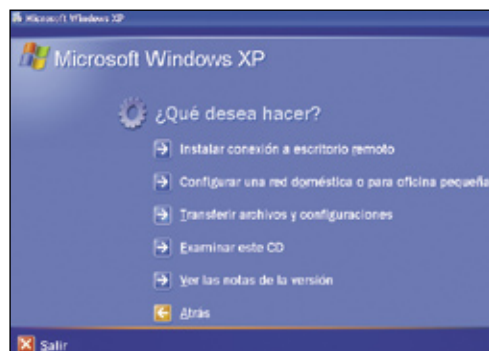 Microsoft Windows XP
Microsoft Windows XP
¿Qué desea hacer?
Instalar conexión a escritorio remoto
Configurar una red doméstica o para oficina pequeña
Transferir archivos y configuraciones
Examinar este CD
Ver las notas de la versión
Atrás
Salir